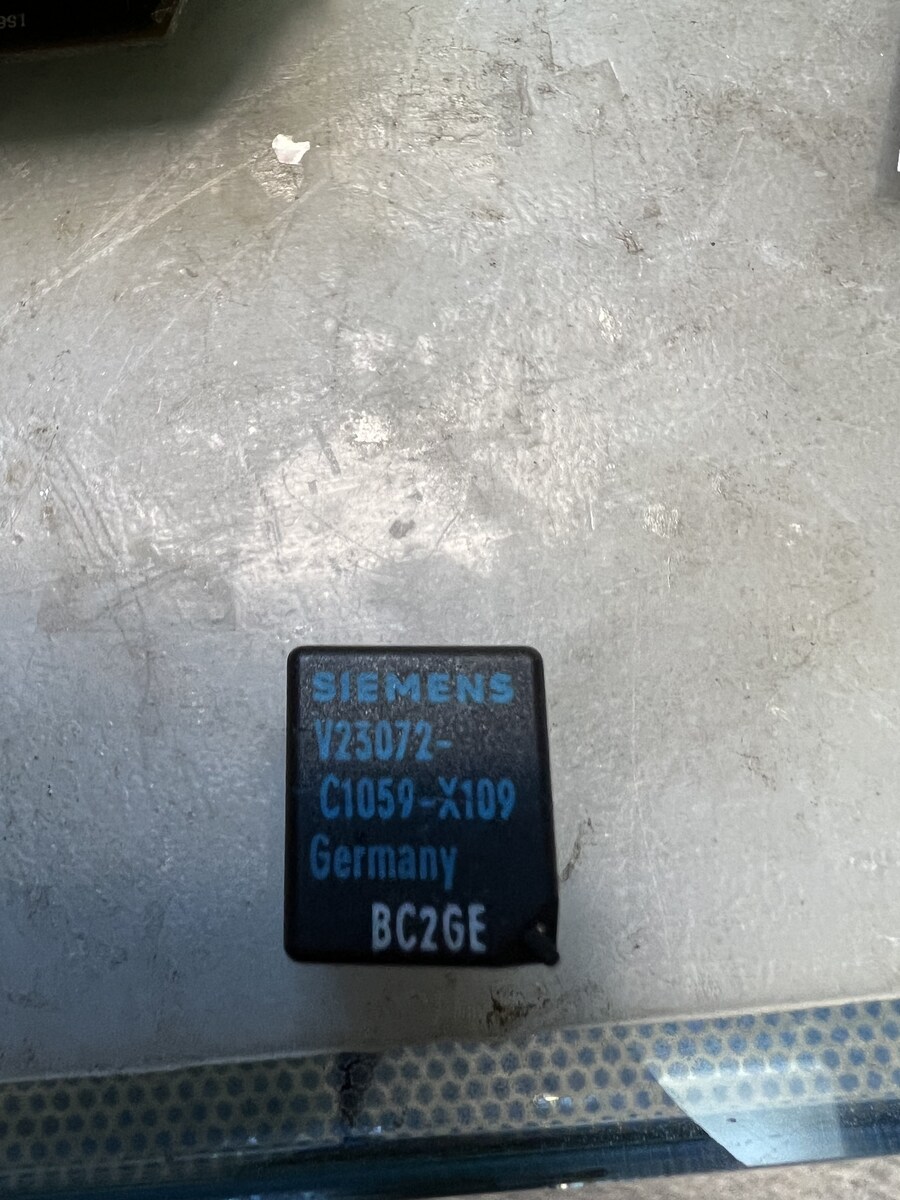 SIEMENS
V23072-
C1059-X109
Germany
BC2GE